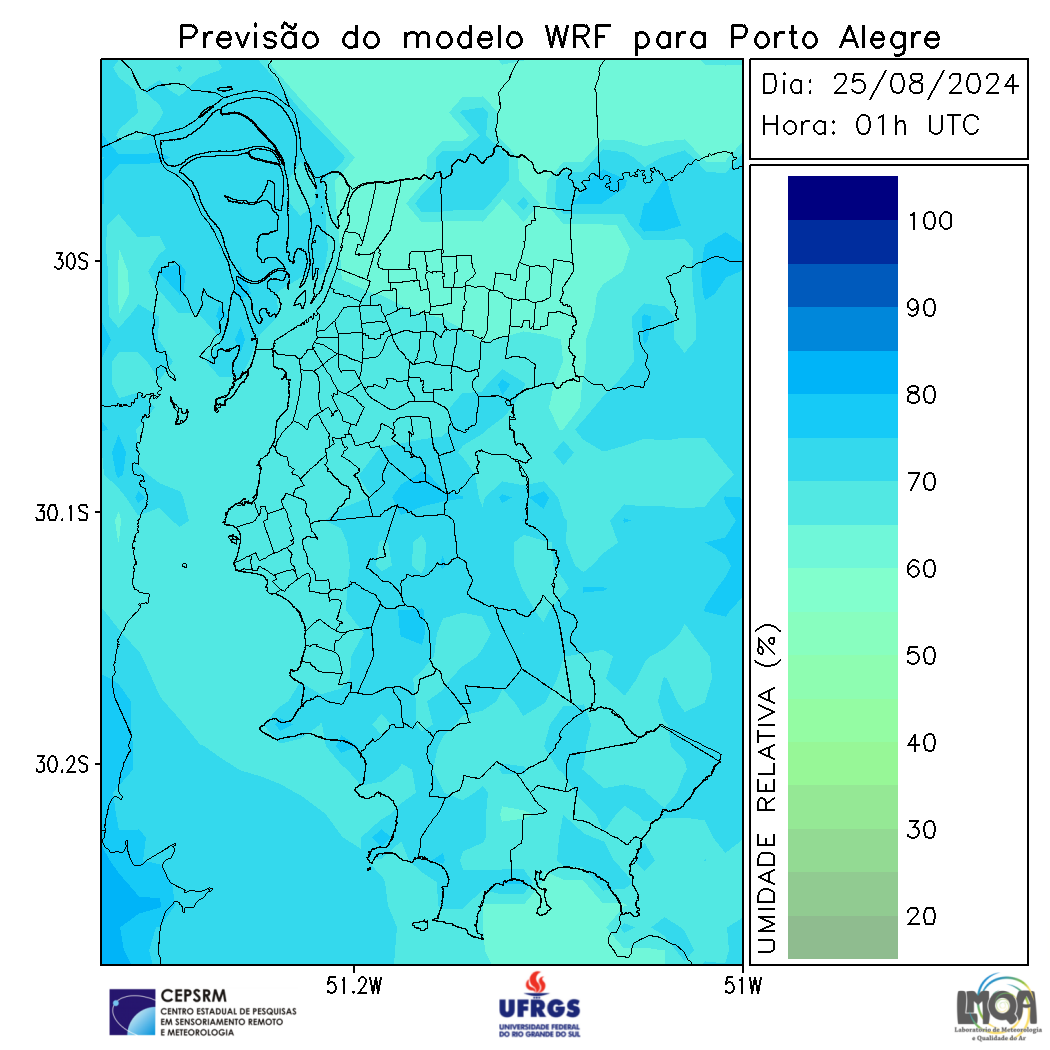 Previsão do modelo WRF para Porto Alegre
Dia: 25/08/2024
Hora: 01h UTC
100
90
80
70
60
50
40
30
20
UMIDADE RELATIVA (%)
30S
30.1S
30.2S
51.2W
51W
CEPSRM
CENTRO ESTADUAL DE PESQUISAS
EM SENSORIAMENTO REMOTO
E METEOROLOGIA
UFRGS
UNIVERSIDADE FEDERAL
DO RIO GRANDE DO SUL
LMQA
Laboratório de Meteorologia
e Qualidade do Ar